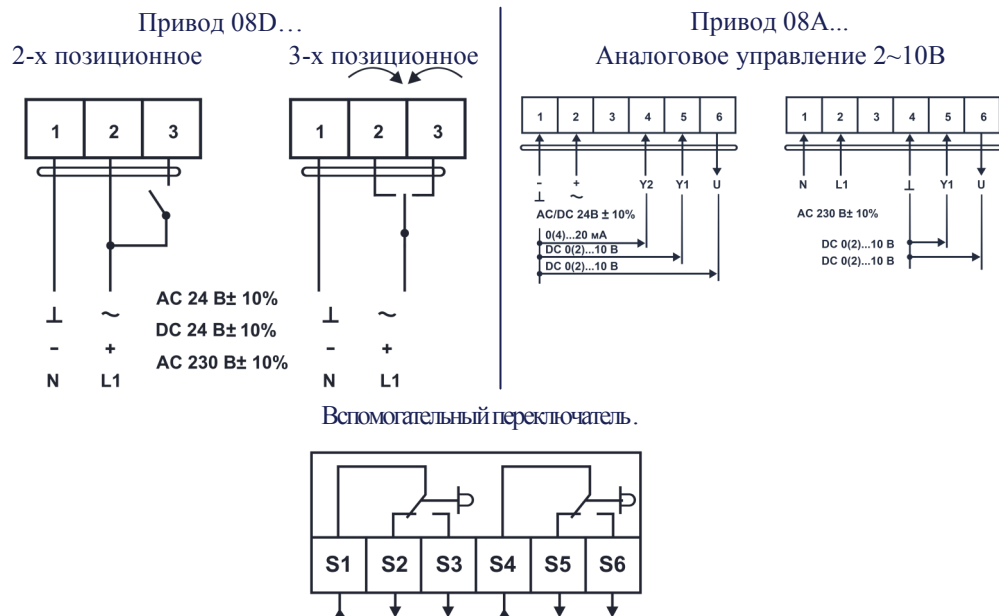 Привод 08D…
2-х позиционное
3-х позиционное
1 2 3
1 2 3
⊥ ~
- +
N L1
AC 24 В± 10%
DC 24 В± 10%
AC 230 В± 10%
⊥ ~
- +
N L1
Привод 08A...
Аналоговое управление 2~10В
1 2 3 4 5 6
- + Y2 Y1 U
⊥ ~
AC/DC 24В ± 10%
0(4)...20 мА
DC 0(2)...10 В
DC 0(2)...10 В
1 2 3 4 5 6
N L1 ⊥ Y1 U
AC 230 В± 10%
DC 0(2)...10 В
DC 0(2)...10 В
Вспомогательный переключатель.
S1 S2 S3 S4 S5 S6